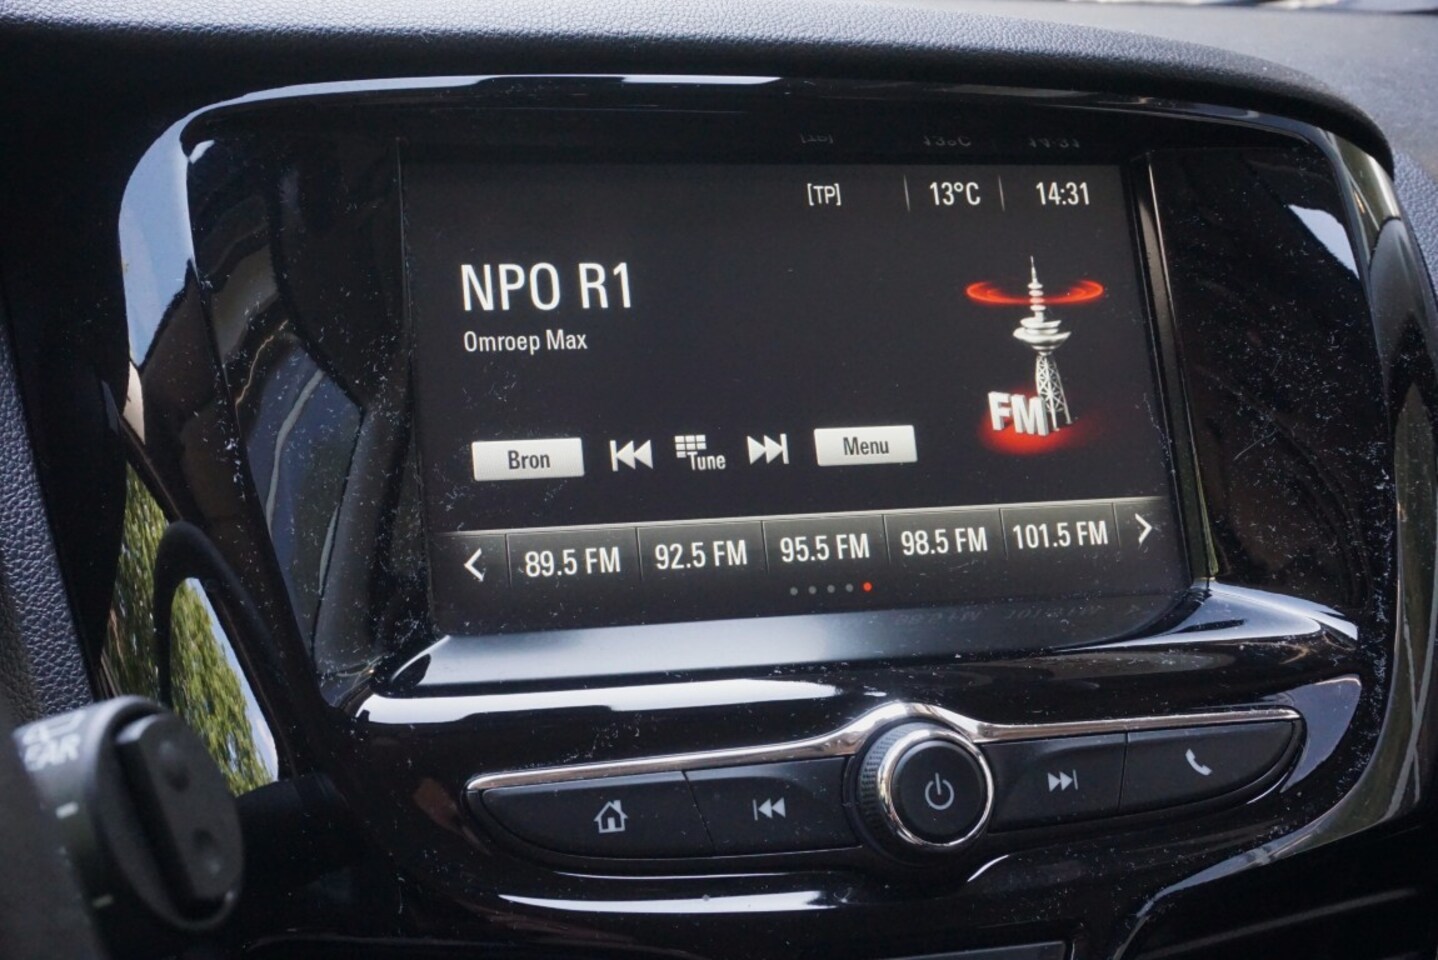 [TP] 13°C 14:31
NPO R1
Omroep Max
FM
Bron Tune Menu
89.5 FM 92.5 FM 95.5 FM 98.5 FM 101.5 FM